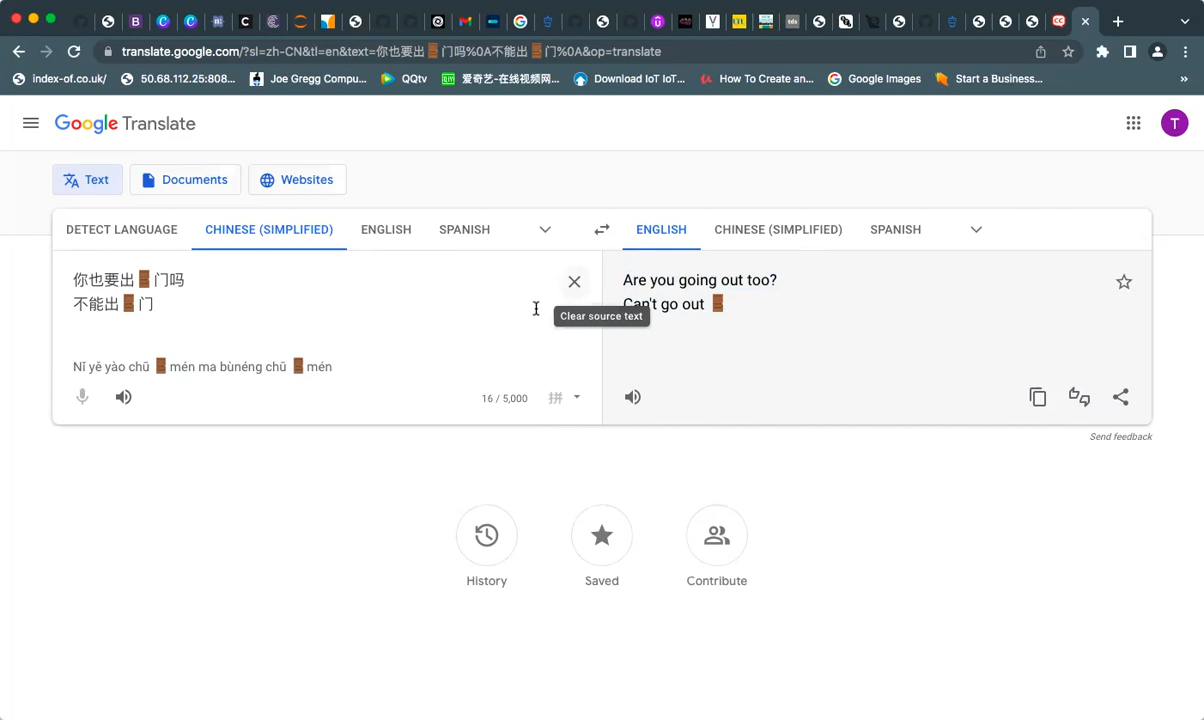 translate.google.com/?sl=zh-CN&tl=en&text=你也要出🚪门吗%0A不能出🚪门%0A&op=translate
index-of.co.uk/ 50.68.112.25:808... Joe Gregg Compu... QQtv 爱奇艺-在线视频网... Download IoT IoT... How To Create an... Google Images Start a Business... »
Google Translate T
Text Documents Websites
DETECT LANGUAGE CHINESE (SIMPLIFIED) ENGLISH SPANISH ENGLISH CHINESE (SIMPLIFIED) SPANISH
你也要出🚪门吗
不能出🚪门
Nǐ yě yào chū 🚪 mén ma bùnéng chū 🚪 mén
16 / 5,000 拼
Are you going out too?
Can't go out 🚪
Clear source text
Send feedback
History Saved Contribute